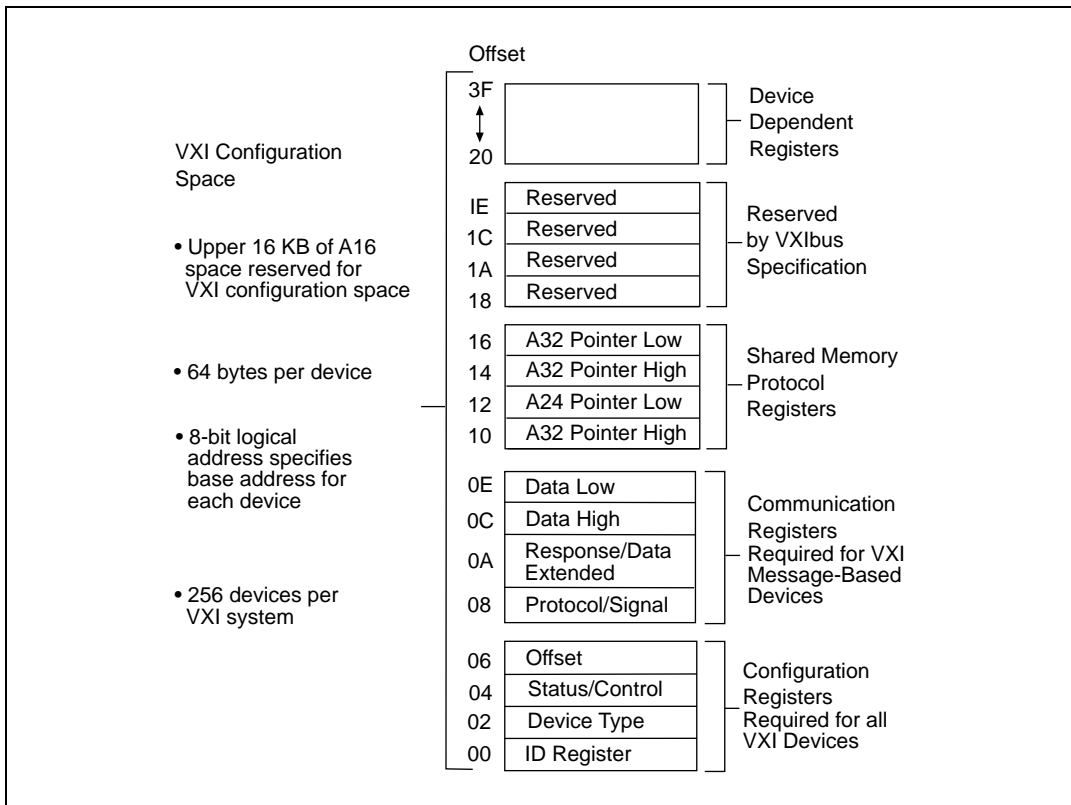 Offset
VXI Configuration
Space
• Upper 16 KB of A16
space reserved for
VXI configuration space
• 64 bytes per device
• 8-bit logical
address specifies
base address for
each device
• 256 devices per
VXI system
3F
20
Device
Dependent
Registers
IE Reserved
1C Reserved
1A Reserved
18 Reserved
Reserved
by VXIbus
Specification
16 A32 Pointer Low
14 A32 Pointer High
12 A24 Pointer Low
10 A32 Pointer High
Shared Memory
Protocol
Registers
0E Data Low
0C Data High
0A Response/Data
Extended
08 Protocol/Signal
Communication
Registers
Required for VXI
Message-Based
Devices
06 Offset
04 Status/Control
02 Device Type
00 ID Register
Configuration
Registers
Required for all
VXI Devices